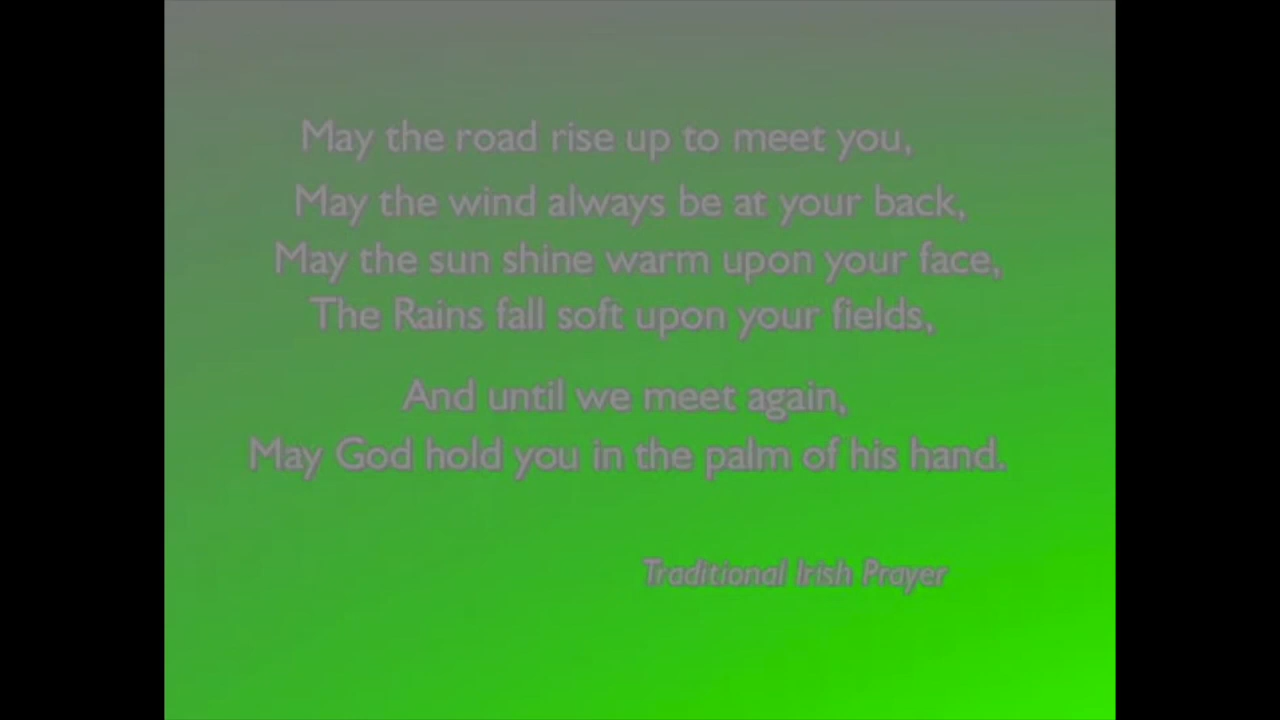 May the road rise up to meet you,
May the wind always be at your back,
May the sun shine warm upon your face,
The Rains fall soft upon your fields,
And until we meet again,
May God hold you in the palm of his hand.
Traditional Irish Prayer